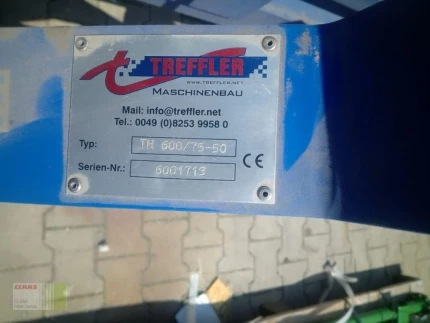 TREFFLER
WWW.TREFFLER.NET
MASCHINENBAU
Mail: info@treffler.net
Tel.: 0049 (0)8253 9958 0
Typ: TH 600/75-50
Serien-Nr.: 6001713
CE
CLAAS